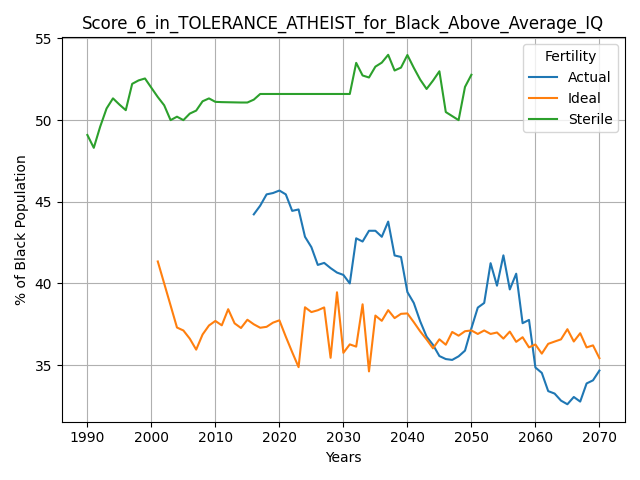 Score_6_in_TOLERANCE_ATHEIST_for_Black_Above_Average_IQ
Fertility
Actual
Ideal
Sterile
% of Black Population
55
50
45
40
35
1990 2000 2010 2020 2030 2040 2050 2060 2070
Years